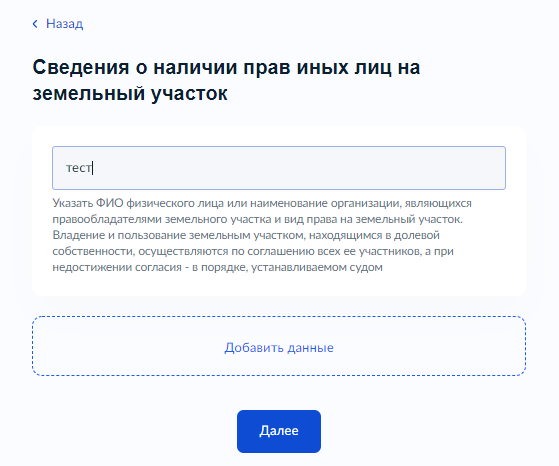 Назад
Сведения о наличии прав иных лиц на
земельный участок
тест
Указать ФИО физического лица или наименование организации, являющихся
правообладателями земельного участка и вид права на земельный участок.
Владение и пользование земельным участком, находящимся в долевой
собственности, осуществляются по соглашению всех ее участников, а при
недостижении согласия - в порядке, устанавливаемом судом
Добавить данные
Далее